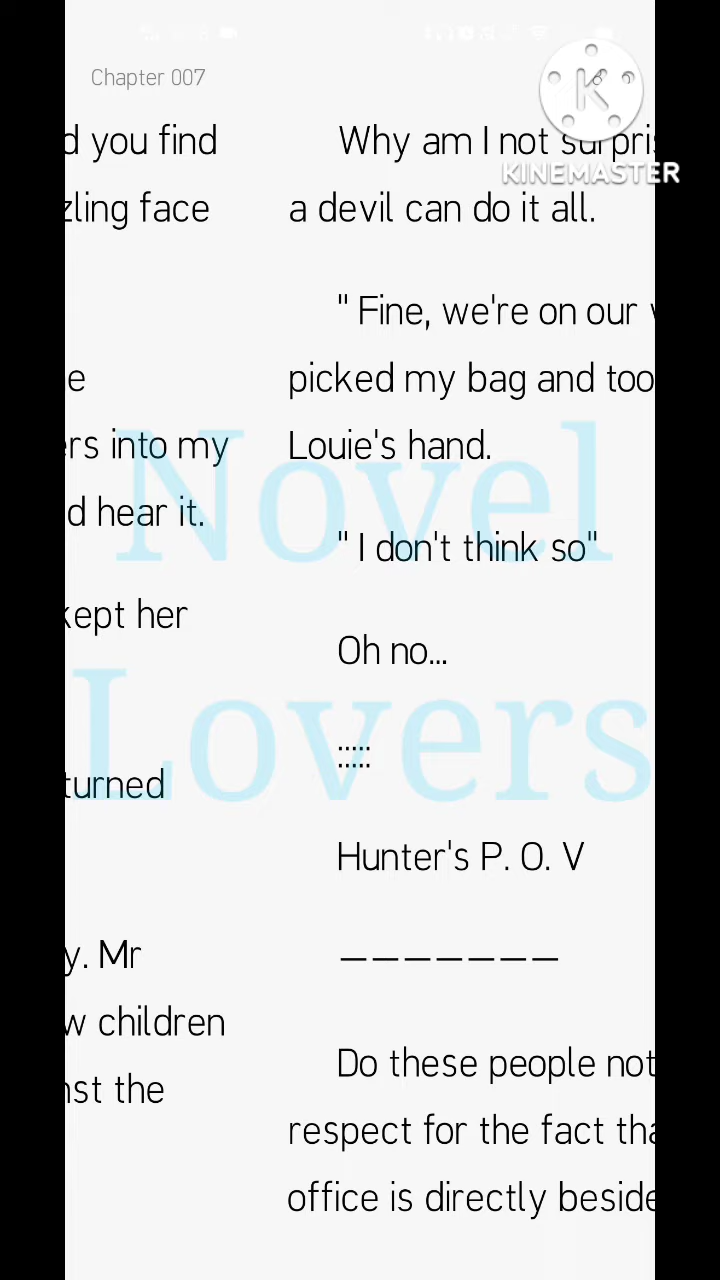 Chapter 007
d you find
zling face
e
ers into my
d hear it.
kept her
turned
y. Mr
w children
nst the
Why am I not surpris
a devil can do it all.
" Fine, we're on our w
picked my bag and too
Louie's hand.
" I don't think so"
Oh no...
:::::
Hunter's P. O. V
———————
Do these people not
respect for the fact tha
office is directly beside
Novel
Lovers
K
KINEMASTER